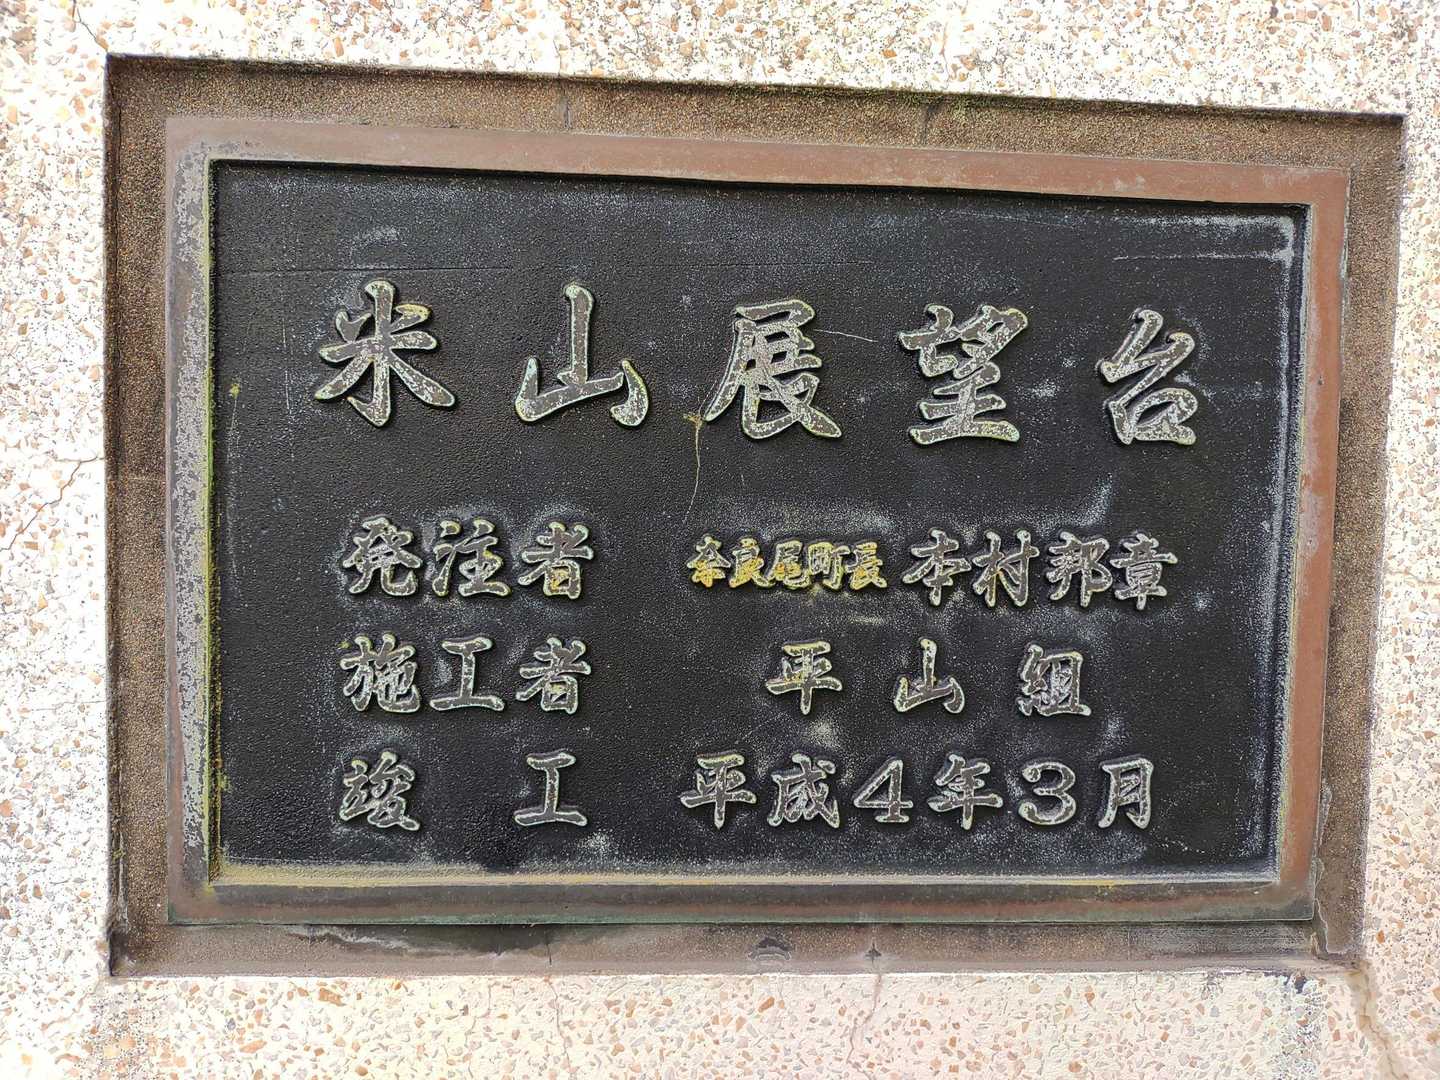 米山展望台
発注者 奈良尾町長 本村邦章
施工者 平山組
竣工 平成4年3月